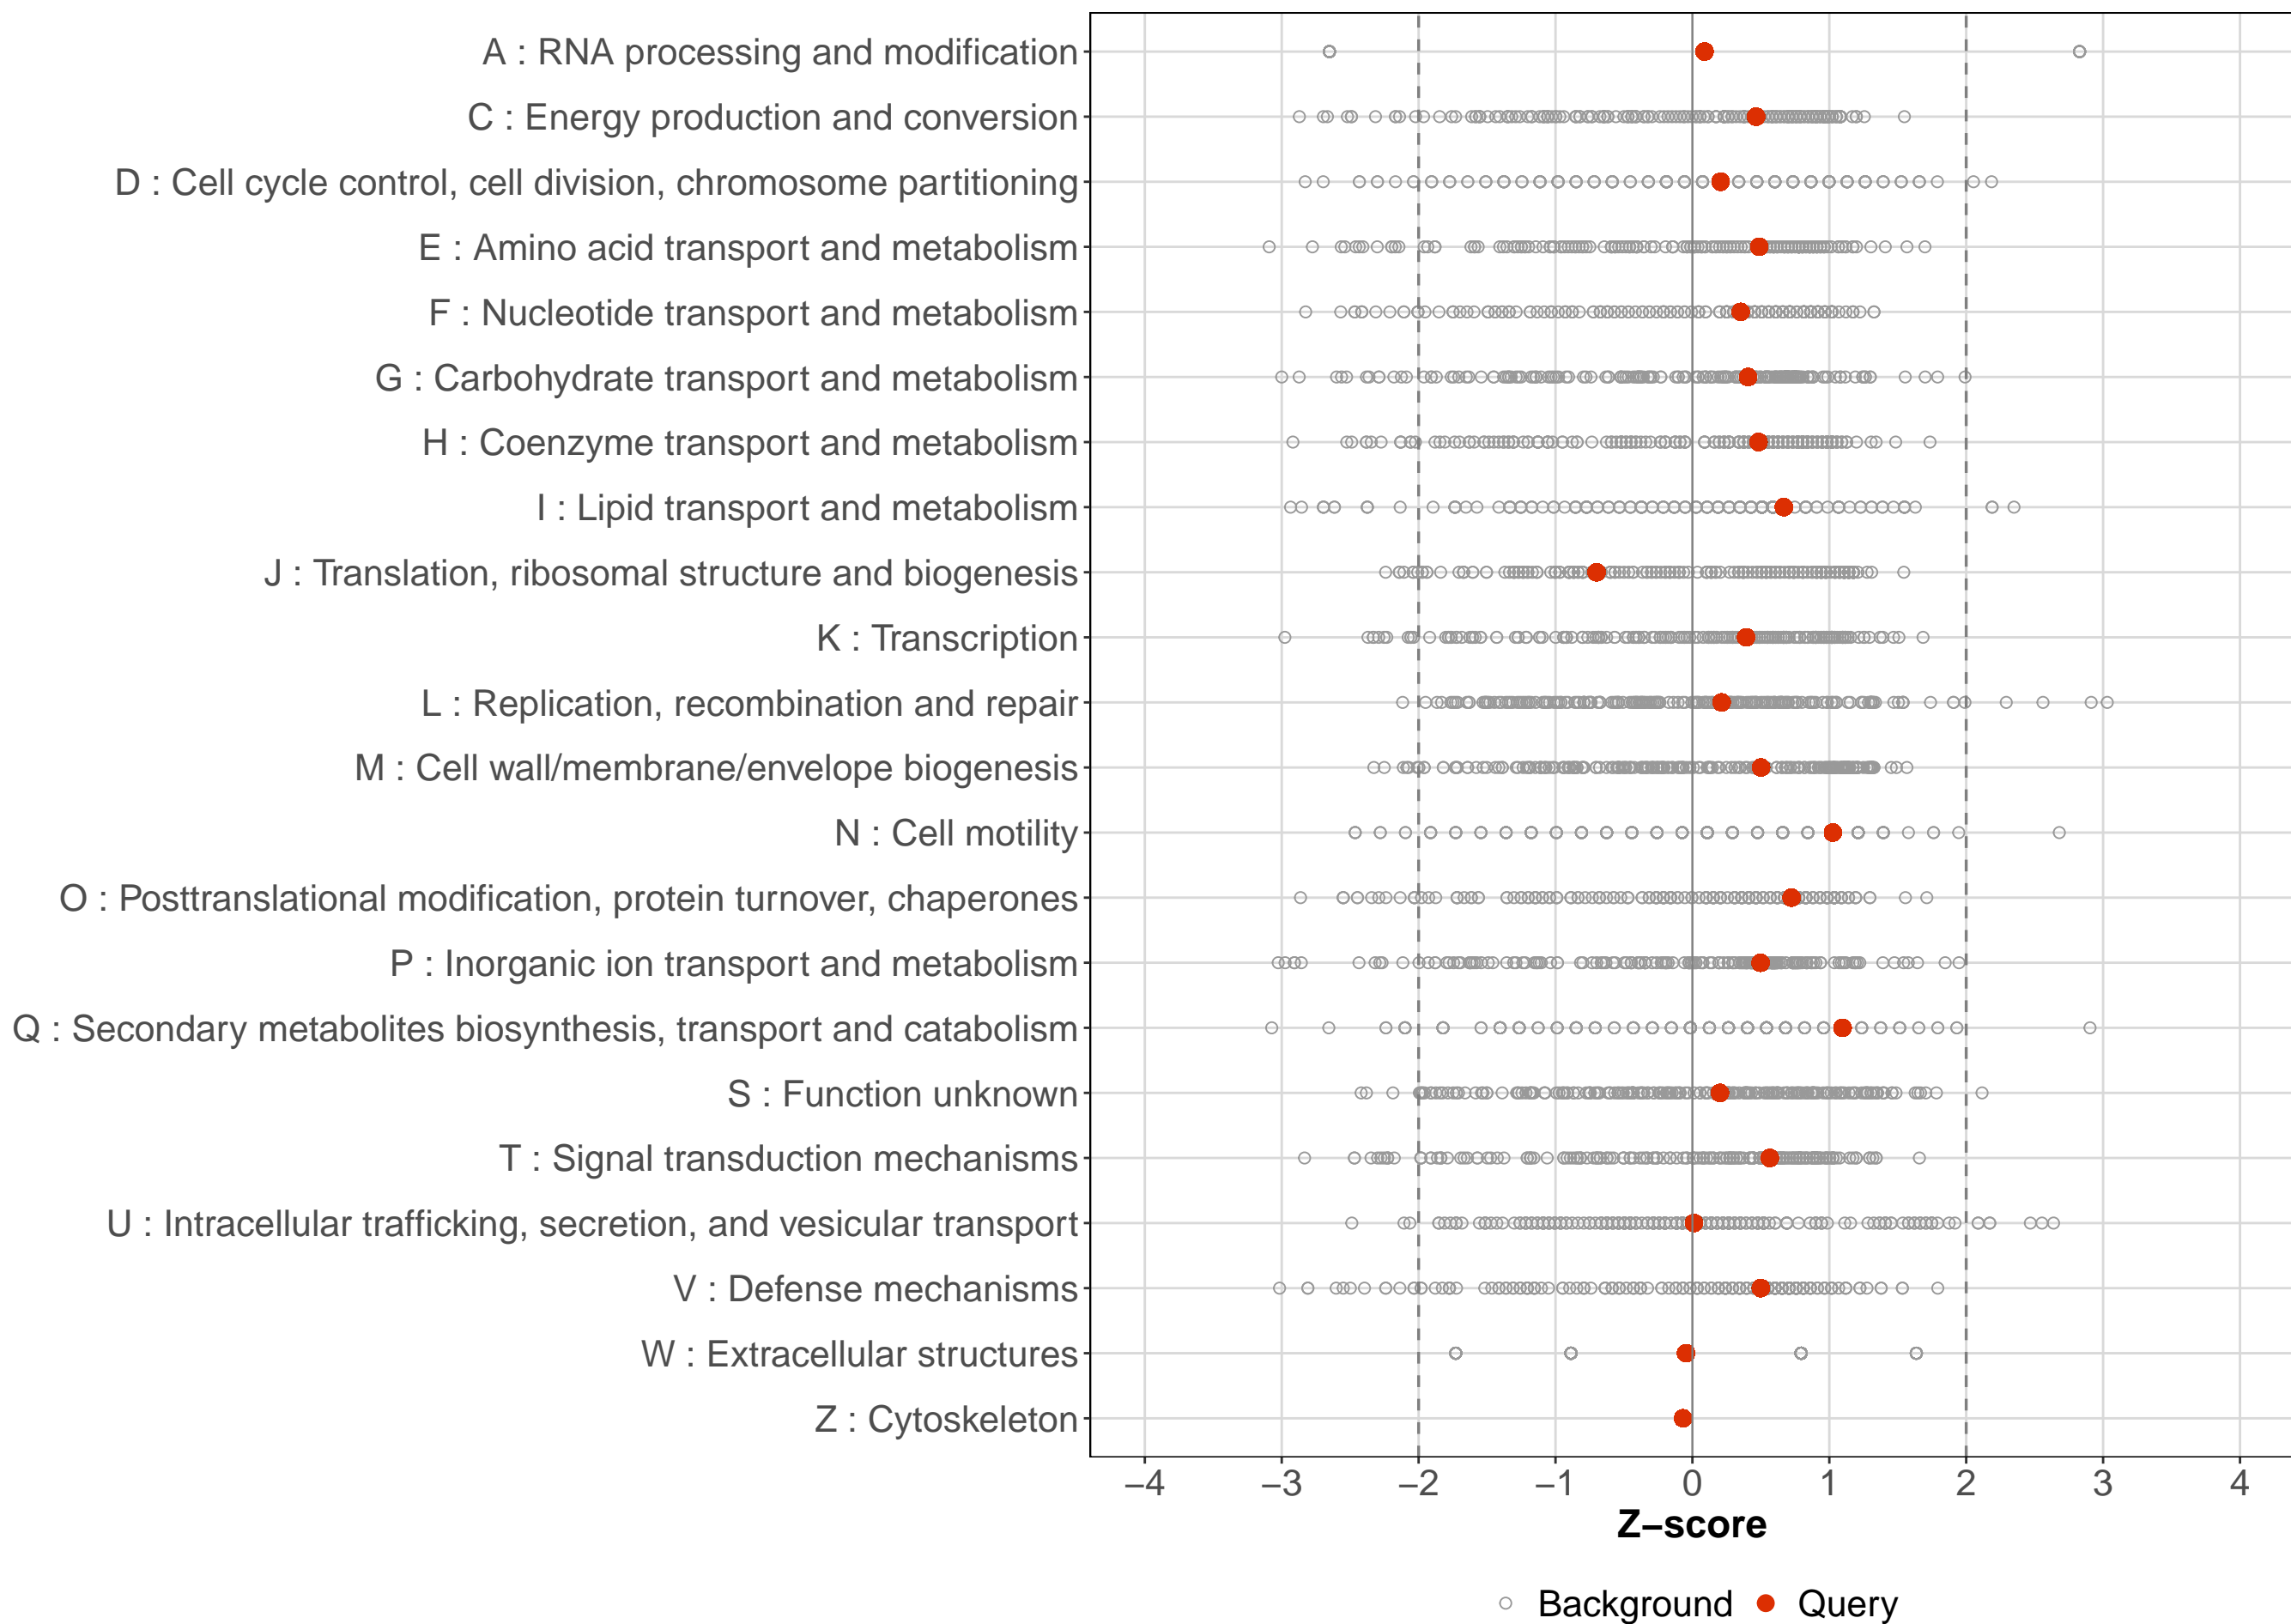 A : RNA processing and modification
C : Energy production and conversion
D : Cell cycle control, cell division, chromosome partitioning
E : Amino acid transport and metabolism
F : Nucleotide transport and metabolism
G : Carbohydrate transport and metabolism
H : Coenzyme transport and metabolism
I : Lipid transport and metabolism
J : Translation, ribosomal structure and biogenesis
K : Transcription
L : Replication, recombination and repair
M : Cell wall/membrane/envelope biogenesis
N : Cell motility
O : Posttranslational modification, protein turnover, chaperones
P : Inorganic ion transport and metabolism
Q : Secondary metabolites biosynthesis, transport and catabolism
S : Function unknown
T : Signal transduction mechanisms
U : Intracellular trafficking, secretion, and vesicular transport
V : Defense mechanisms
W : Extracellular structures
Z : Cytoskeleton
−4 −3 −2 −1 0 1 2 3 4
Z−score
Background Query